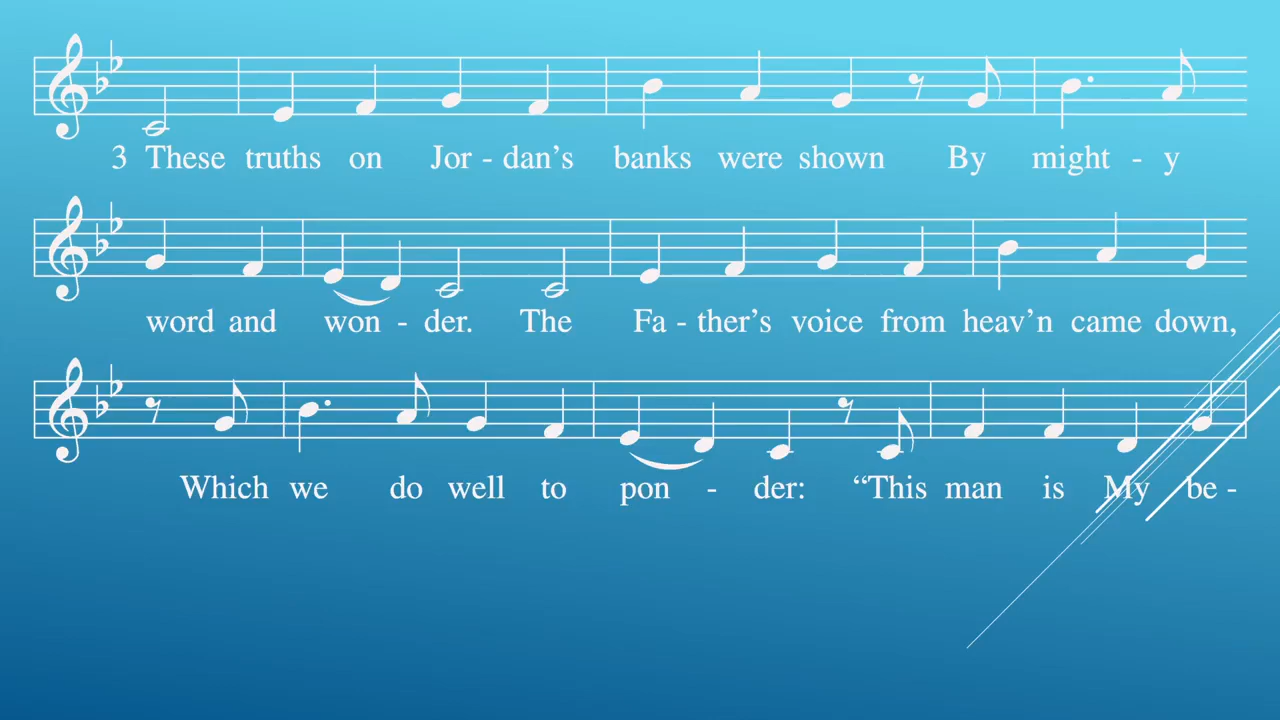 3 These truths on Jor - dan’s banks were shown By might - y
word and won - der. The Fa - ther’s voice from heav’n came down,
Which we do well to pon - der: “This man is My be -